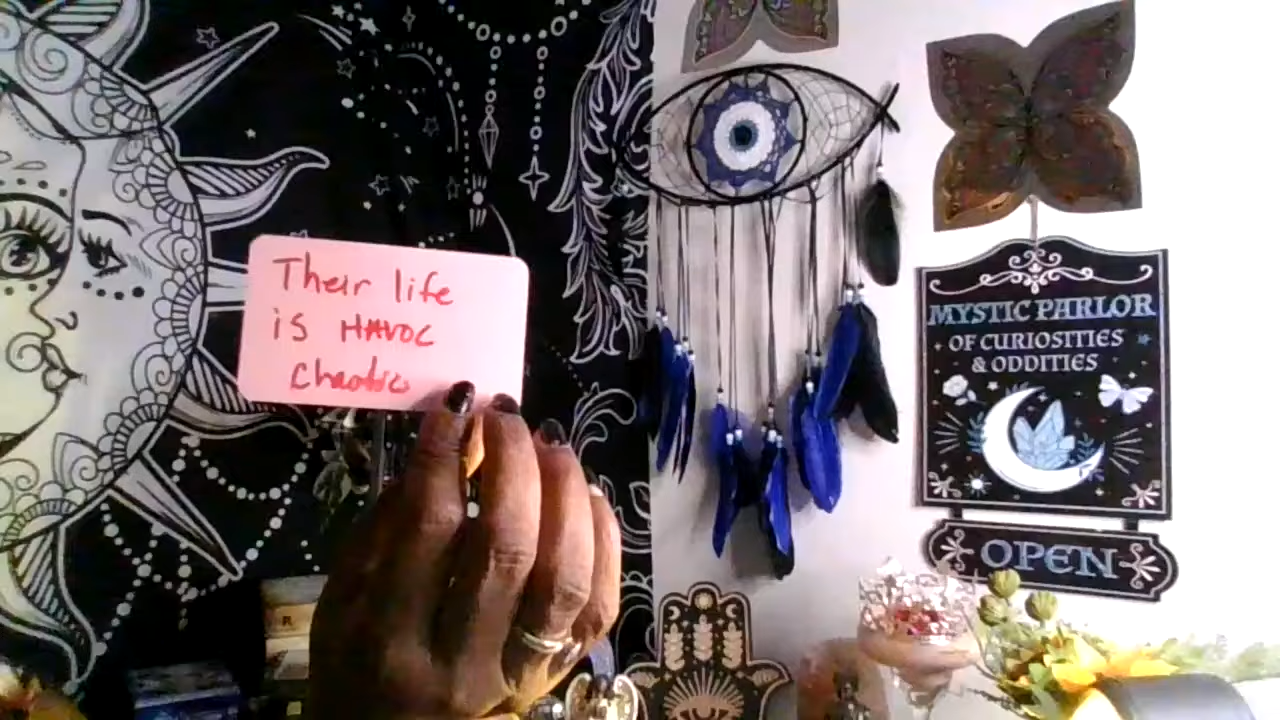 Their life
is HAVOC
Chaotic
MYSTIC PARLOR
OF CURIOSITIES
& ODDITIES
OPEN
R